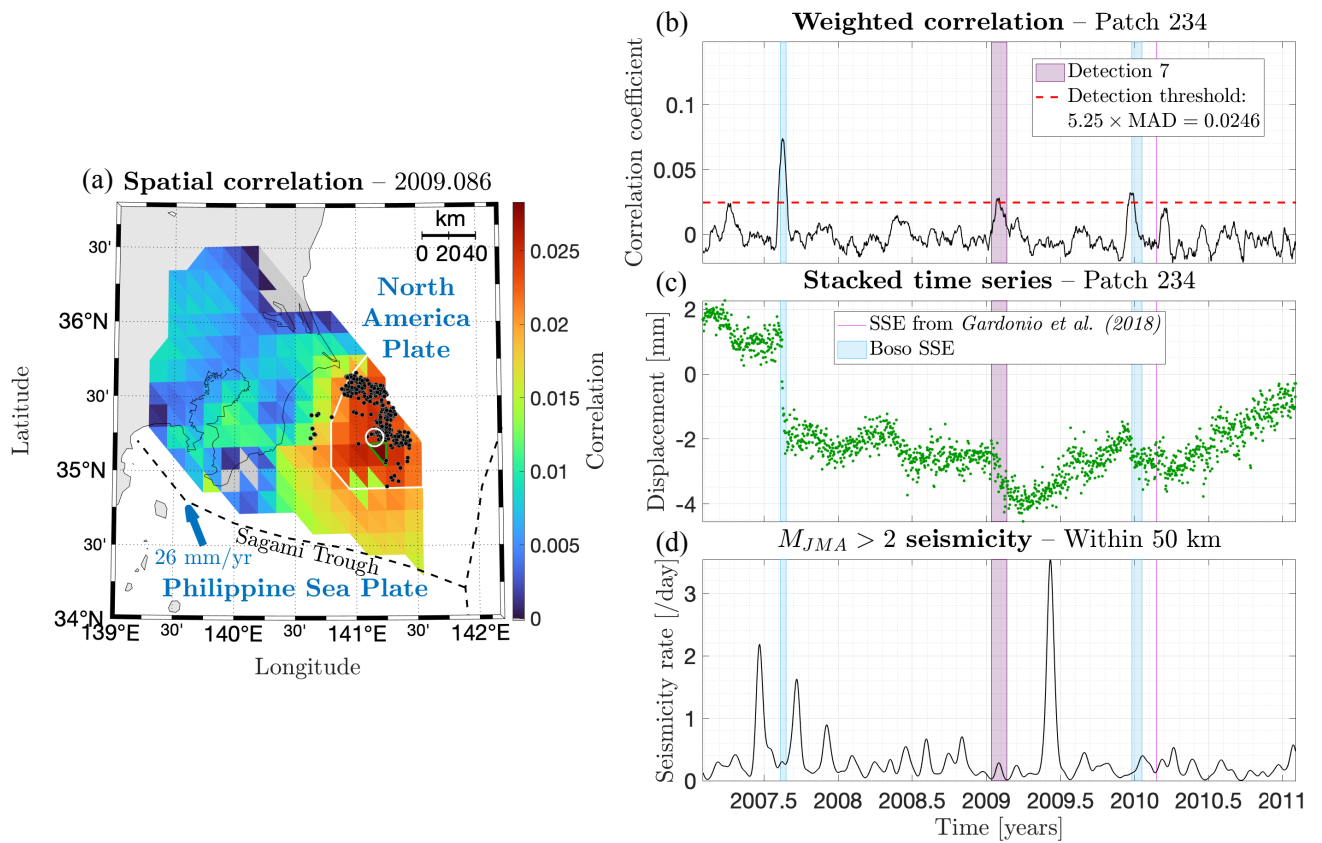 (a) Spatial correlation – 2009.086
km
0 20 40
North
America
Plate
26 mm/yr
Sagami Trough
Philippine Sea Plate
30'
36°N
30'
35°N
30'
34°N
139°E
30'
140°E
30'
141°E
30'
142°E
Latitude
Longitude
0.025
0.02
0.015
0.01
0.005
0
Correlation
(b) Weighted correlation – Patch 234
Correlation coefficient
0.1
0.05
0
Detection 7
Detection threshold:
5.25 × MAD = 0.0246
(c) Stacked time series – Patch 234
Displacement [mm]
2
0
-2
-4
SSE from Gardonio et al. (2018)
Boso SSE
(d) M_JMA > 2 seismicity – Within 50 km
Seismicity rate [/day]
3
2
1
0
2007.5
2008
2008.5
2009
2009.5
2010
2010.5
2011
Time [years]